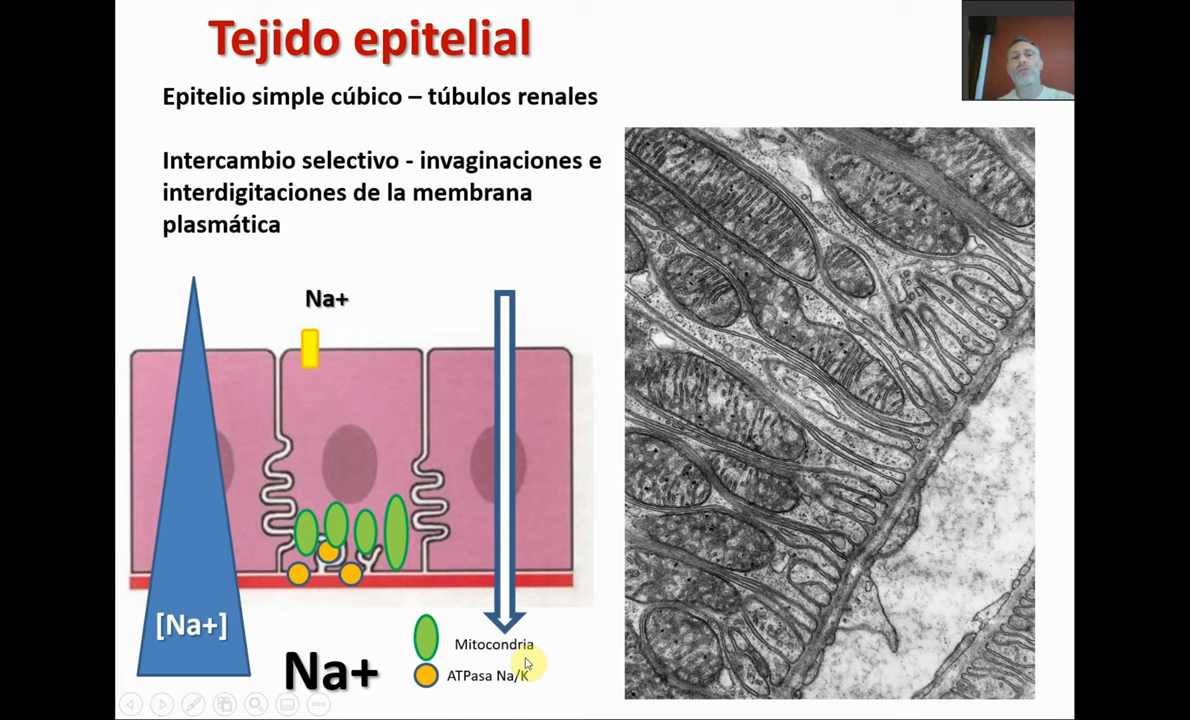 Tejido epitelial
Epitelio simple cúbico – túbulos renales
Intercambio selectivo - invaginaciones e
interdigitaciones de la membrana
plasmática
Na+
[Na+]
Na+
Mitocondria
ATPasa Na/K